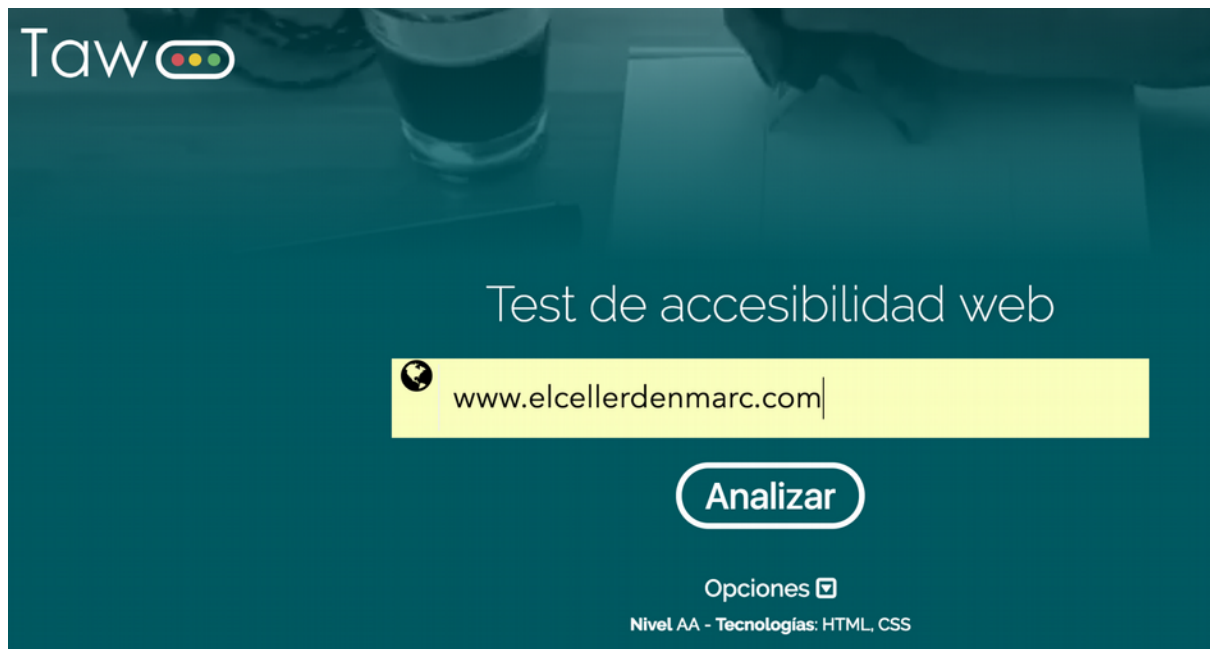 Taw
Test de accesibilidad web
www.elcellerdenmarc.com
Analizar
Opciones
Nivel AA - Tecnologías: HTML, CSS